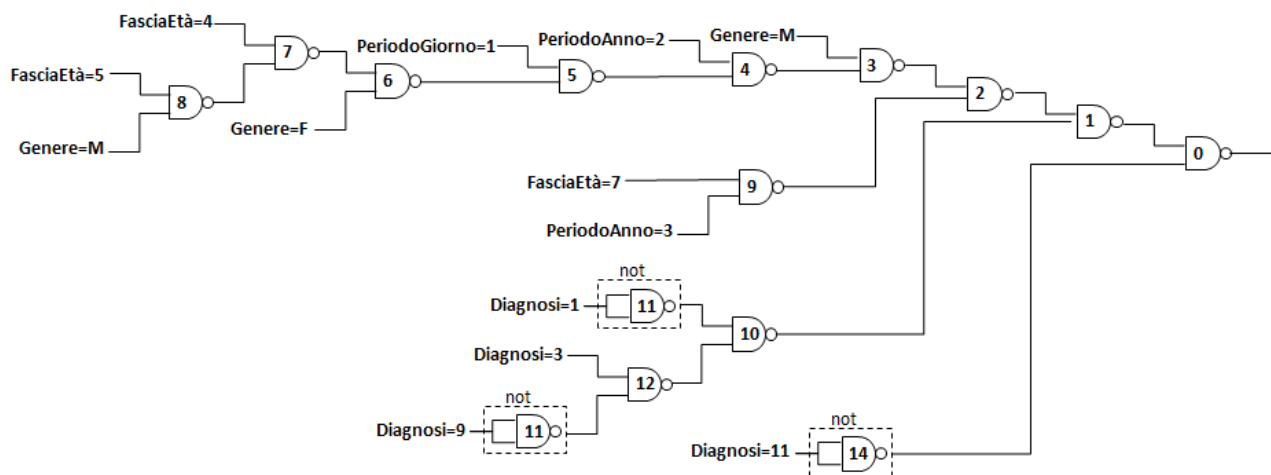 FasciaEtà=4
7
PeriodoGiorno=1
PeriodoAnno=2
Genere=M
FasciaEtà=5
8
6
5
4
3
2
Genere=F
1
Genere=M
0
FasciaEtà=7
9
PeriodoAnno=3
not
Diagnosi=1
11
10
Diagnosi=3
12
not
Diagnosi=9
11
not
Diagnosi=11
14